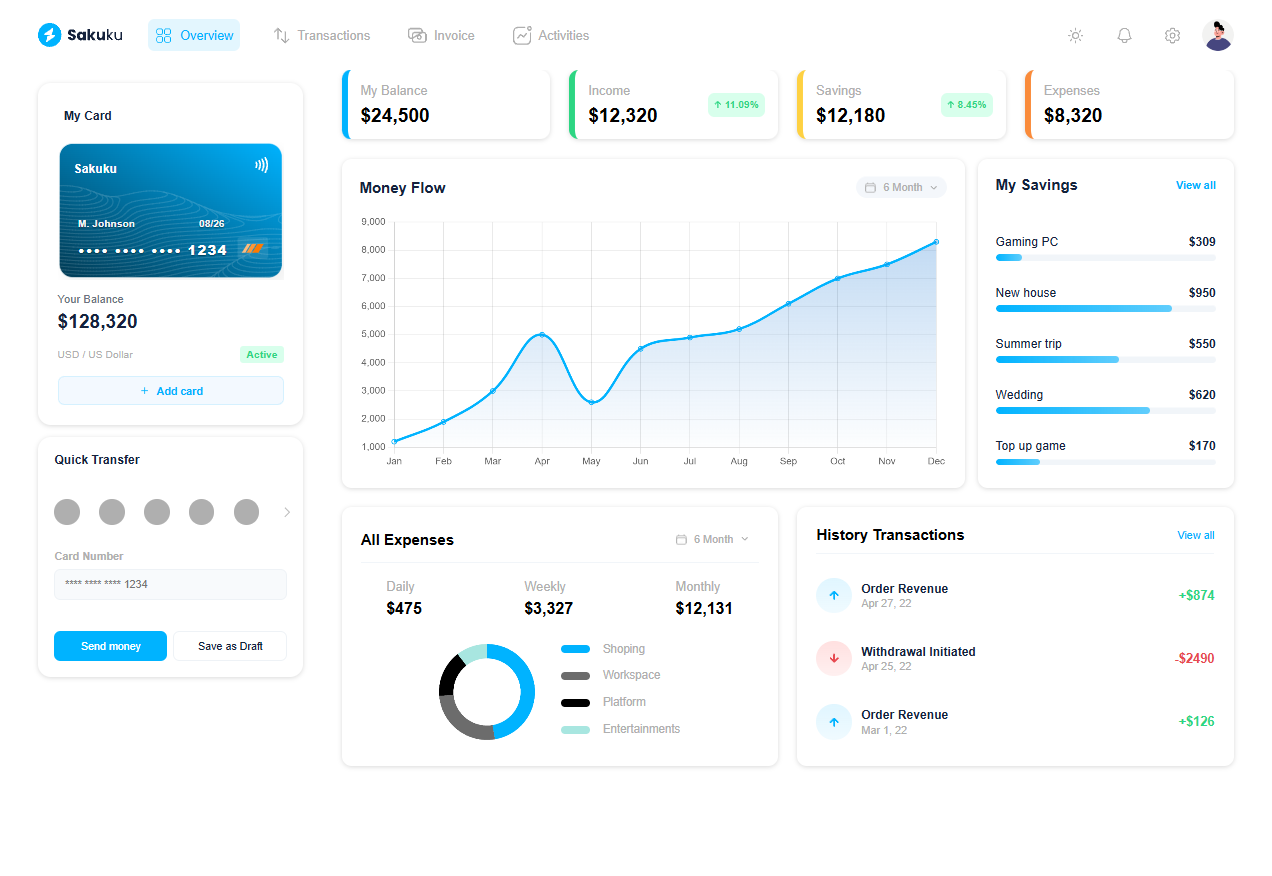 Sakuku
Overview
Transactions
Invoice
Activities
My Card
Sakuku
M. Johnson 08/26
•••• •••• •••• 1234
Your Balance
$128,320
USD / US Dollar Active
+ Add card
Quick Transfer
Card Number
**** **** **** 1234
Send money Save as Draft
My Balance
$24,500
Income
$12,320
↑ 11.09%
Savings
$12,180
↑ 8.45%
Expenses
$8,320
Money Flow 6 Month
9,000
8,000
7,000
6,000
5,000
4,000
3,000
2,000
1,000
Jan Feb Mar Apr May Jun Jul Aug Sep Oct Nov Dec
My Savings View all
Gaming PC $309
New house $950
Summer trip $550
Wedding $620
Top up game $170
All Expenses 6 Month
Daily Weekly Monthly
$475 $3,327 $12,131
Shoping
Workspace
Platform
Entertainments
History Transactions View all
Order Revenue +$874
Apr 27, 22
Withdrawal Initiated -$2490
Apr 25, 22
Order Revenue +$126
Mar 1, 22